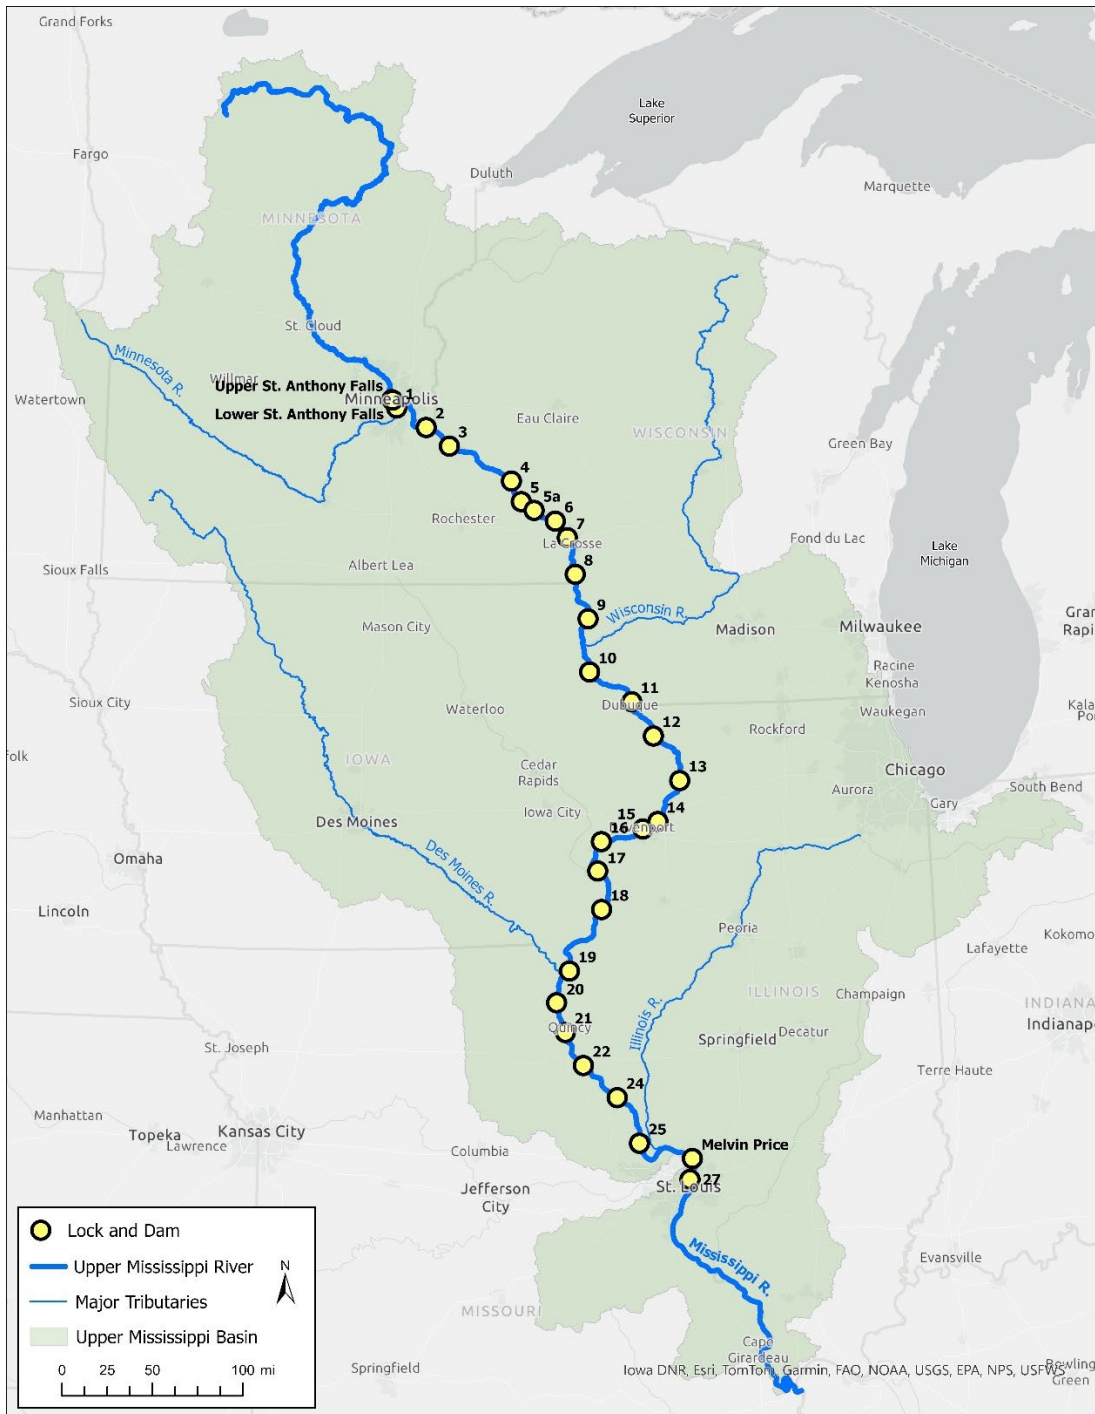 Grand Forks
Lake
Superior
Fargo
Duluth
Marquette
MINNESOTA
St. Cloud
Minnesota R.
Willmar
Upper St. Anthony Falls
1
Minneapolis
Watertown
Lower St. Anthony Falls
2
Eau Claire
3
WISCONSIN
Green Bay
4
5
5a
Rochester
6
7
La Crosse
Fond du Lac
Lake
Michigan
Sioux Falls
Albert Lea
8
9
Wisconsin R.
Mason City
Madison
Milwaukee
Gran
Rapi
10
Racine
Kenosha
11
Sioux City
Dubuque
Waterloo
Waukegan
Kala
Po
12
Rockford
folk
IOWA
Cedar
Rapids
13
Chicago
Aurora
South Bend
Gary
Iowa City
15
14
Des Moines
Davenport
16
Omaha
Des Moines R.
17
Lincoln
18
Peoria
Kokomo
Lafayette
19
20
ILLINOIS
Champaign
INDIANA
Illinois R.
21
Quincy
Indianap
Springfield
Decatur
St. Joseph
22
Terre Haute
24
Manhattan
Topeka
Kansas City
Lawrence
25
Melvin Price
Columbia
27
St. Louis
Jefferson
City
Lock and Dam
Upper Mississippi River
N
Mississippi R.
Evansville
Major Tributaries
MISSOURI
Upper Mississippi Basin
Cape
Girardeau
0 25 50 100 mi
Springfield
Iowa DNR, Esri, TomTom, Garmin, FAO, NOAA, USGS, EPA, NPS, USFWS
Bowling
Green